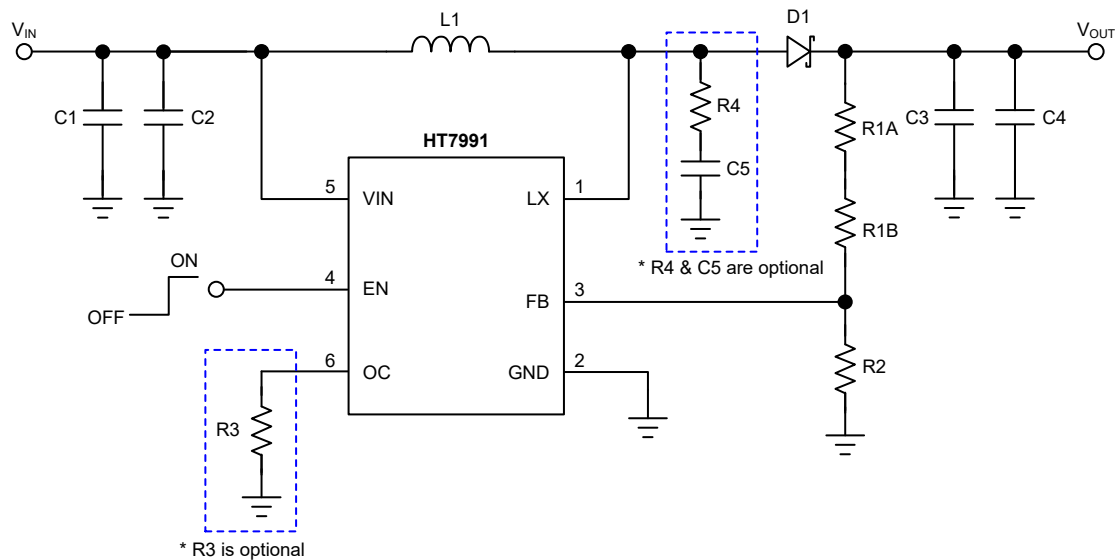 VIN
L1
D1
VOUT
C1
C2
R4
C5
R1A
C3
C4
HT7991
5
VIN
LX
1
R1B
* R4 & C5 are optional
ON
OFF
4
EN
FB
3
6
OC
GND
2
R2
R3
* R3 is optional